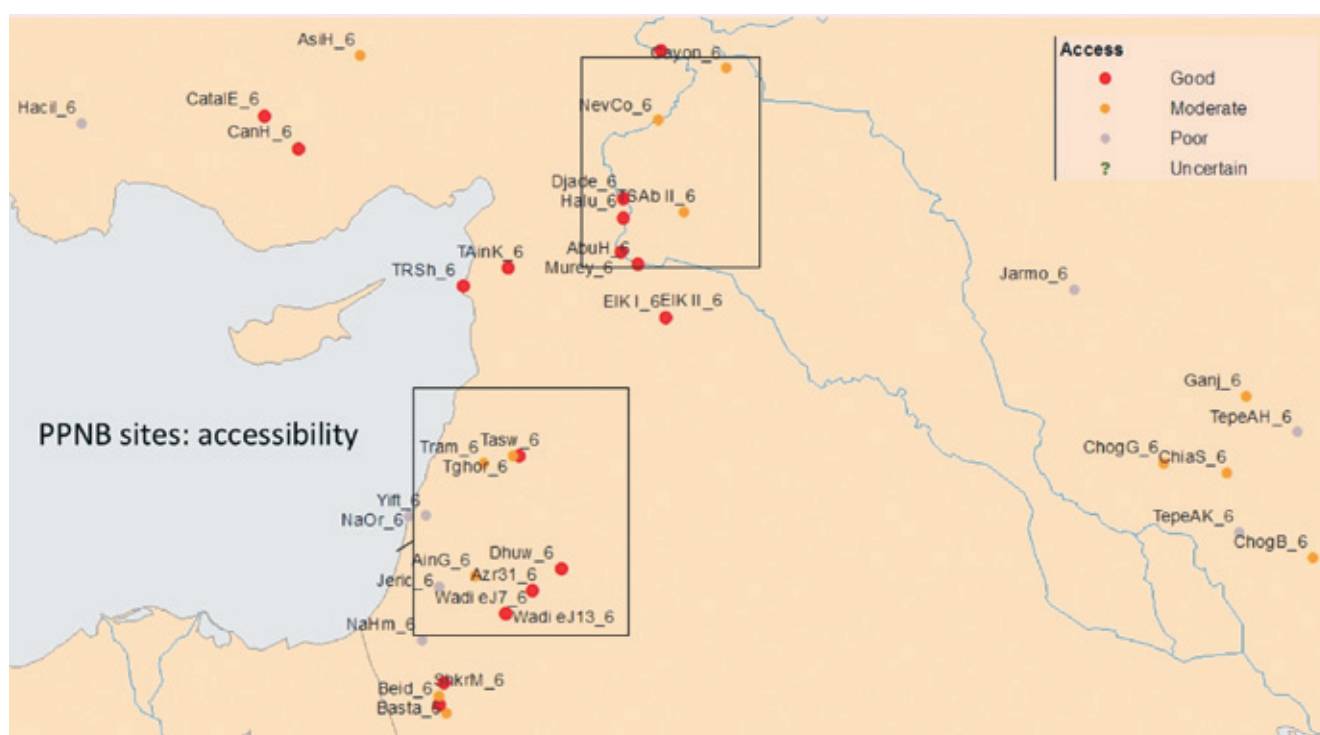 AsiH_6
Cayon_6
Access
Good
Hacil_6
CatalE_6
NevCo_6
Moderate
CanH_6
Poor
? Uncertain
Djade_6
Halu_6
TSAb II_6
AbuH_6
TAinK_6
TRSh_6
Murey_6
Jarmo_6
ElK I_6
ElK II_6
Ganj_6
TepeAH_6
PPNB sites: accessibility
Tram_6
Tasw_6
Tghor_6
ChogG_6
ChiaS_6
Yift_6
NaOr_6
TepeAK_6
ChogB_6
AinG_6
Dhuw_6
Jeric_6
Azr31_6
Wadi eJ7_6
Wadi eJ13_6
NaHm_6
Beid_6
ShkrM_6
Basta_6